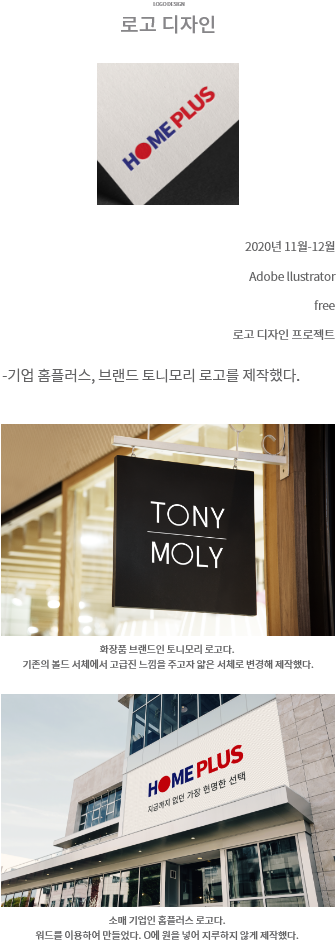 LOGO DESIGN
로고 디자인
HOME PLUS
2020년 11월-12월
Adobe llustrator
free
로고 디자인 프로젝트
-기업 홈플러스, 브랜드 토니모리 로고를 제작했다.
TONY
MOLY
화장품 브랜드인 토니모리 로고다.
기존의 볼드 서체에서 고급진 느낌을 주고자 얇은 서체로 변경해 제작했다.
HOME PLUS
지금까지 없던 가장 현명한 선택
소매 기업인 홈플러스 로고다.
워드를 이용하여 만들었다. O에 원을 넣어 지루하지 않게 제작했다.